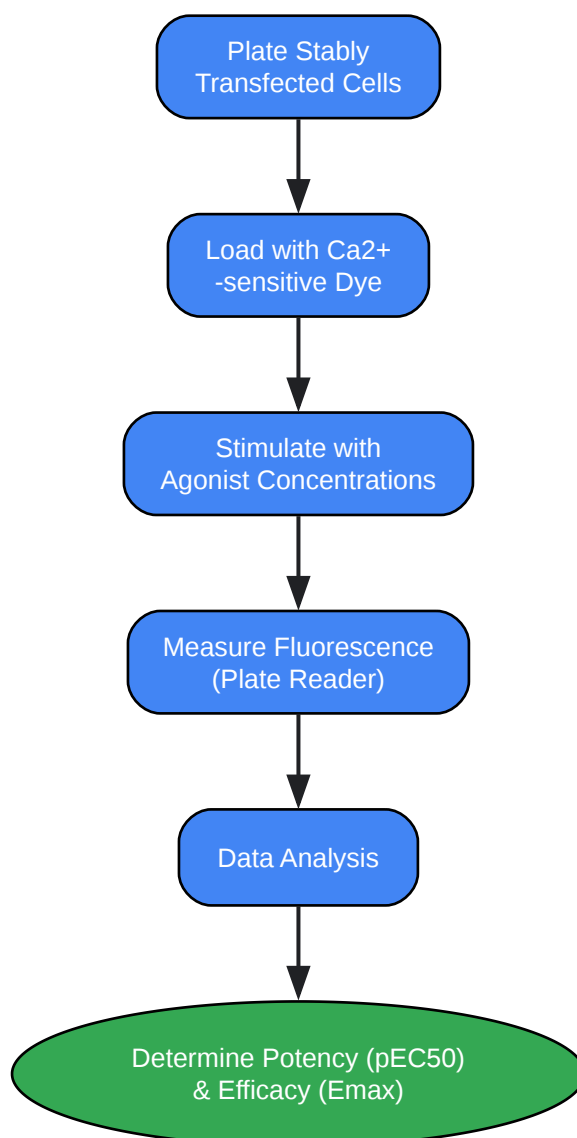 Plate Stably
Transfected Cells
Load with Ca2+
-sensitive Dye
Stimulate with
Agonist Concentrations
Measure Fluorescence
(Plate Reader)
Data Analysis
Determine Potency (pEC50)
& Efficacy (Emax)